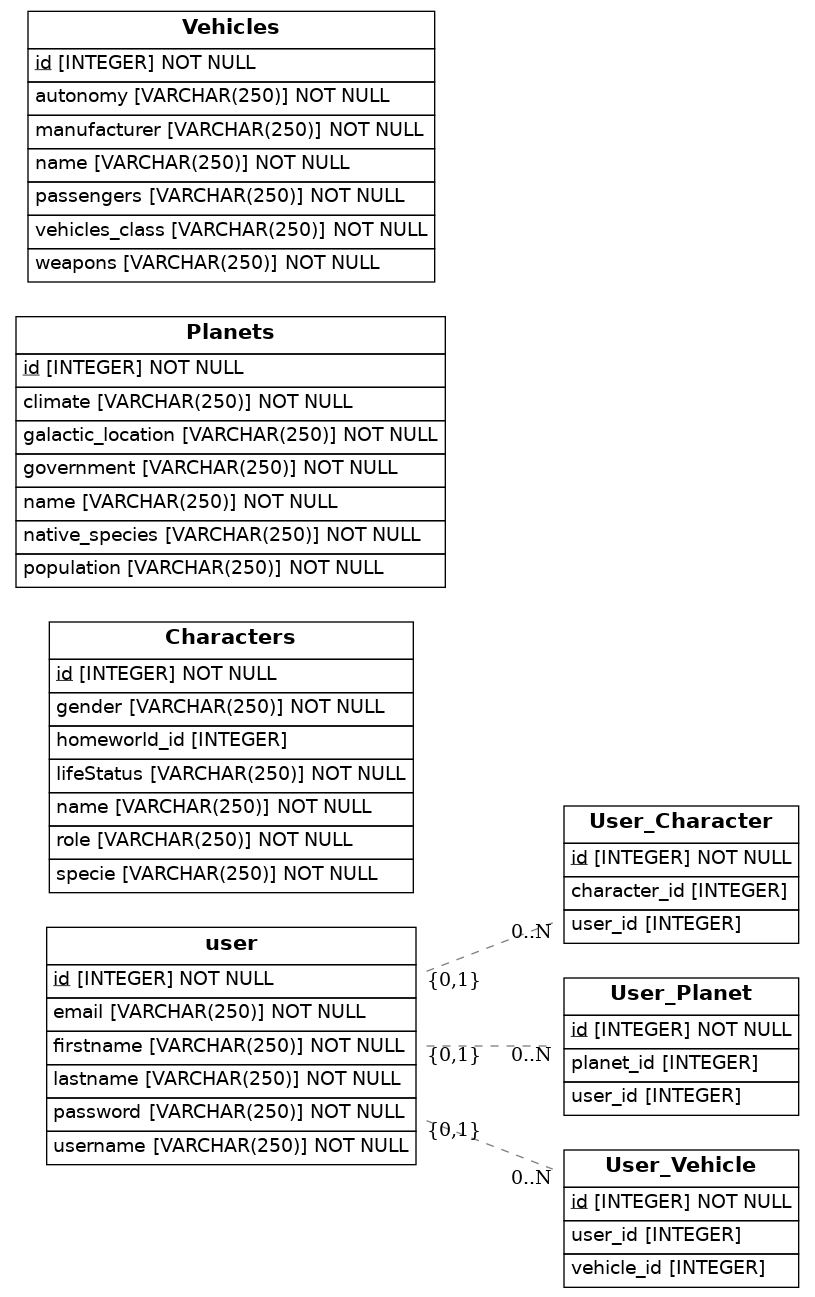 Vehicles
id [INTEGER] NOT NULL
autonomy [VARCHAR(250)] NOT NULL
manufacturer [VARCHAR(250)] NOT NULL
name [VARCHAR(250)] NOT NULL
passengers [VARCHAR(250)] NOT NULL
vehicles_class [VARCHAR(250)] NOT NULL
weapons [VARCHAR(250)] NOT NULL
Planets
id [INTEGER] NOT NULL
climate [VARCHAR(250)] NOT NULL
galactic_location [VARCHAR(250)] NOT NULL
government [VARCHAR(250)] NOT NULL
name [VARCHAR(250)] NOT NULL
native_species [VARCHAR(250)] NOT NULL
population [VARCHAR(250)] NOT NULL
Characters
id [INTEGER] NOT NULL
gender [VARCHAR(250)] NOT NULL
homeworld_id [INTEGER]
lifeStatus [VARCHAR(250)] NOT NULL
name [VARCHAR(250)] NOT NULL
role [VARCHAR(250)] NOT NULL
specie [VARCHAR(250)] NOT NULL
user
id [INTEGER] NOT NULL
email [VARCHAR(250)] NOT NULL
firstname [VARCHAR(250)] NOT NULL
lastname [VARCHAR(250)] NOT NULL
password [VARCHAR(250)] NOT NULL
username [VARCHAR(250)] NOT NULL
0..N
{0,1}
{0,1}
0..N
{0,1}
0..N
User_Character
id [INTEGER] NOT NULL
character_id [INTEGER]
user_id [INTEGER]
User_Planet
id [INTEGER] NOT NULL
planet_id [INTEGER]
user_id [INTEGER]
User_Vehicle
id [INTEGER] NOT NULL
user_id [INTEGER]
vehicle_id [INTEGER]